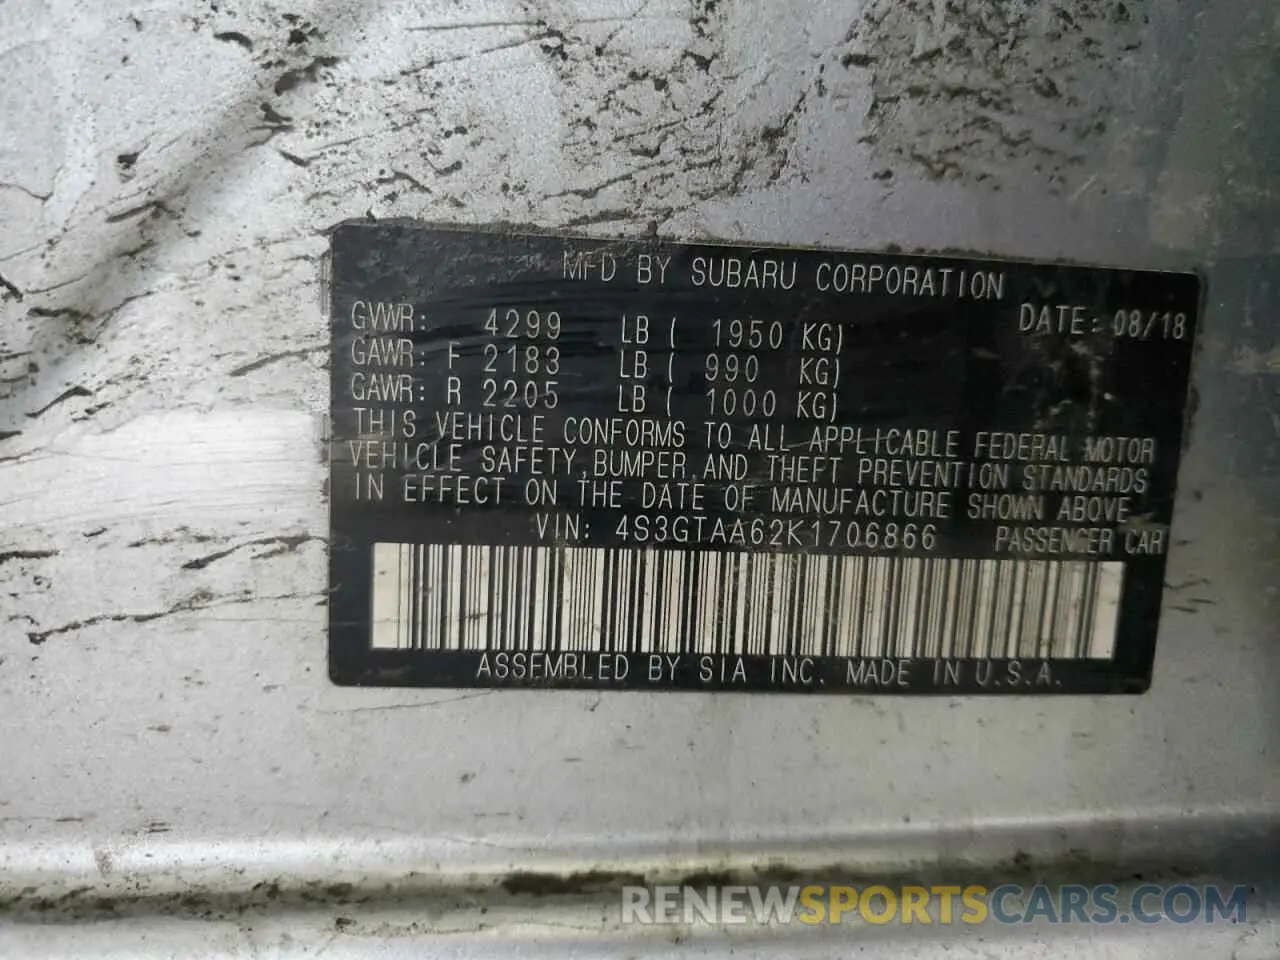 MFD BY SUBARU CORPORATION
GVWR: 4299 LB ( 1950 KG) DATE: 08/18
GAWR: F 2183 LB ( 990 KG)
GAWR: R 2205 LB ( 1000 KG)
THIS VEHICLE CONFORMS TO ALL APPLICABLE FEDERAL MOTOR
VEHICLE SAFETY, BUMPER, AND THEFT PREVENTION STANDARDS
IN EFFECT ON THE DATE OF MANUFACTURE SHOWN ABOVE
VIN: 4S3GTAA62K1706866 PASSENGER CAR
ASSEMBLED BY SIA INC. MADE IN U.S.A.
RENEWSPORTSCARS.COM